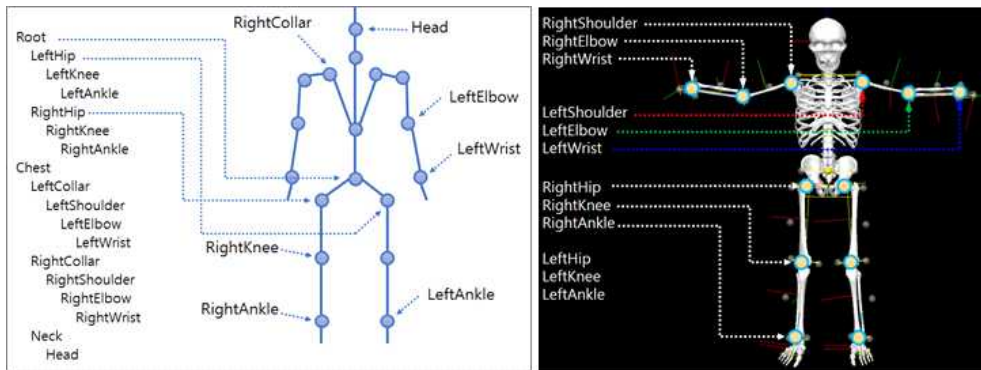 Root
LeftHip
LeftKnee
LeftAnkle
RightHip
RightKnee
RightAnkle
Chest
LeftCollar
LeftShoulder
LeftElbow
LeftWrist
RightCollar
RightShoulder
RightElbow
RightWrist
Neck
Head
RightCollar
Head
LeftElbow
LeftWrist
RightKnee
RightAnkle
LeftAnkle
RightShoulder
RightElbow
RightWrist
LeftShoulder
LeftElbow
LeftWrist
RightHip
RightKnee
RightAnkle
LeftHip
LeftKnee
LeftAnkle